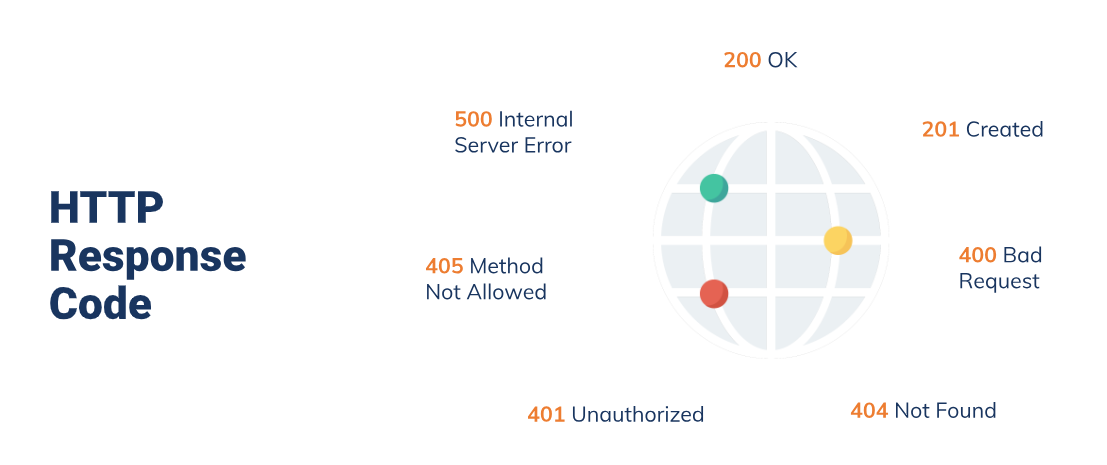 HTTP
Response
Code
200 OK
201 Created
400 Bad
Request
404 Not Found
401 Unauthorized
405 Method
Not Allowed
500 Internal
Server Error